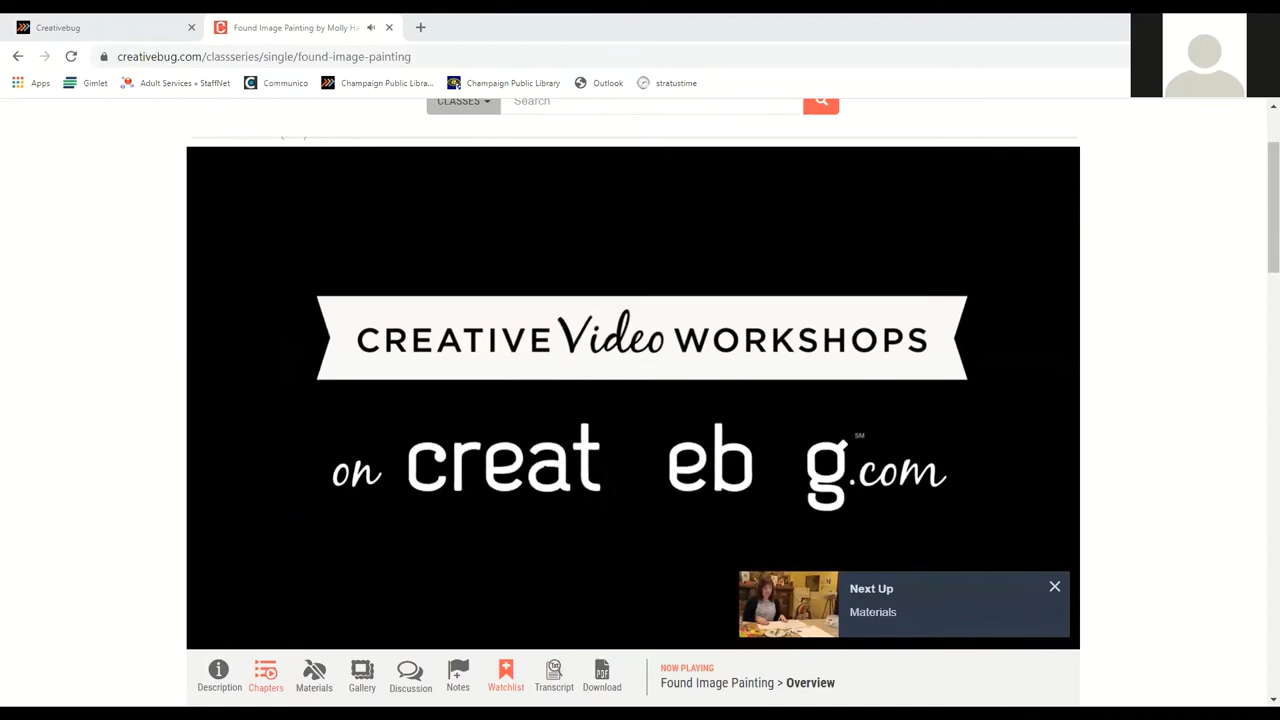 Creativebug
Found Image Painting by Molly Ha
creativebug.com/classseries/single/found-image-painting
Apps Gimlet Adult Services « StaffNet Communico Champaign Public Libra... Champaign Public Library Outlook stratustime
CLASSES Search
CREATIVE Video WORKSHOPS
on creat eb g.com
SM
Next Up
Materials
Description Chapters Materials Gallery Discussion Notes Watchlist Transcript Download
NOW PLAYING
Found Image Painting > Overview